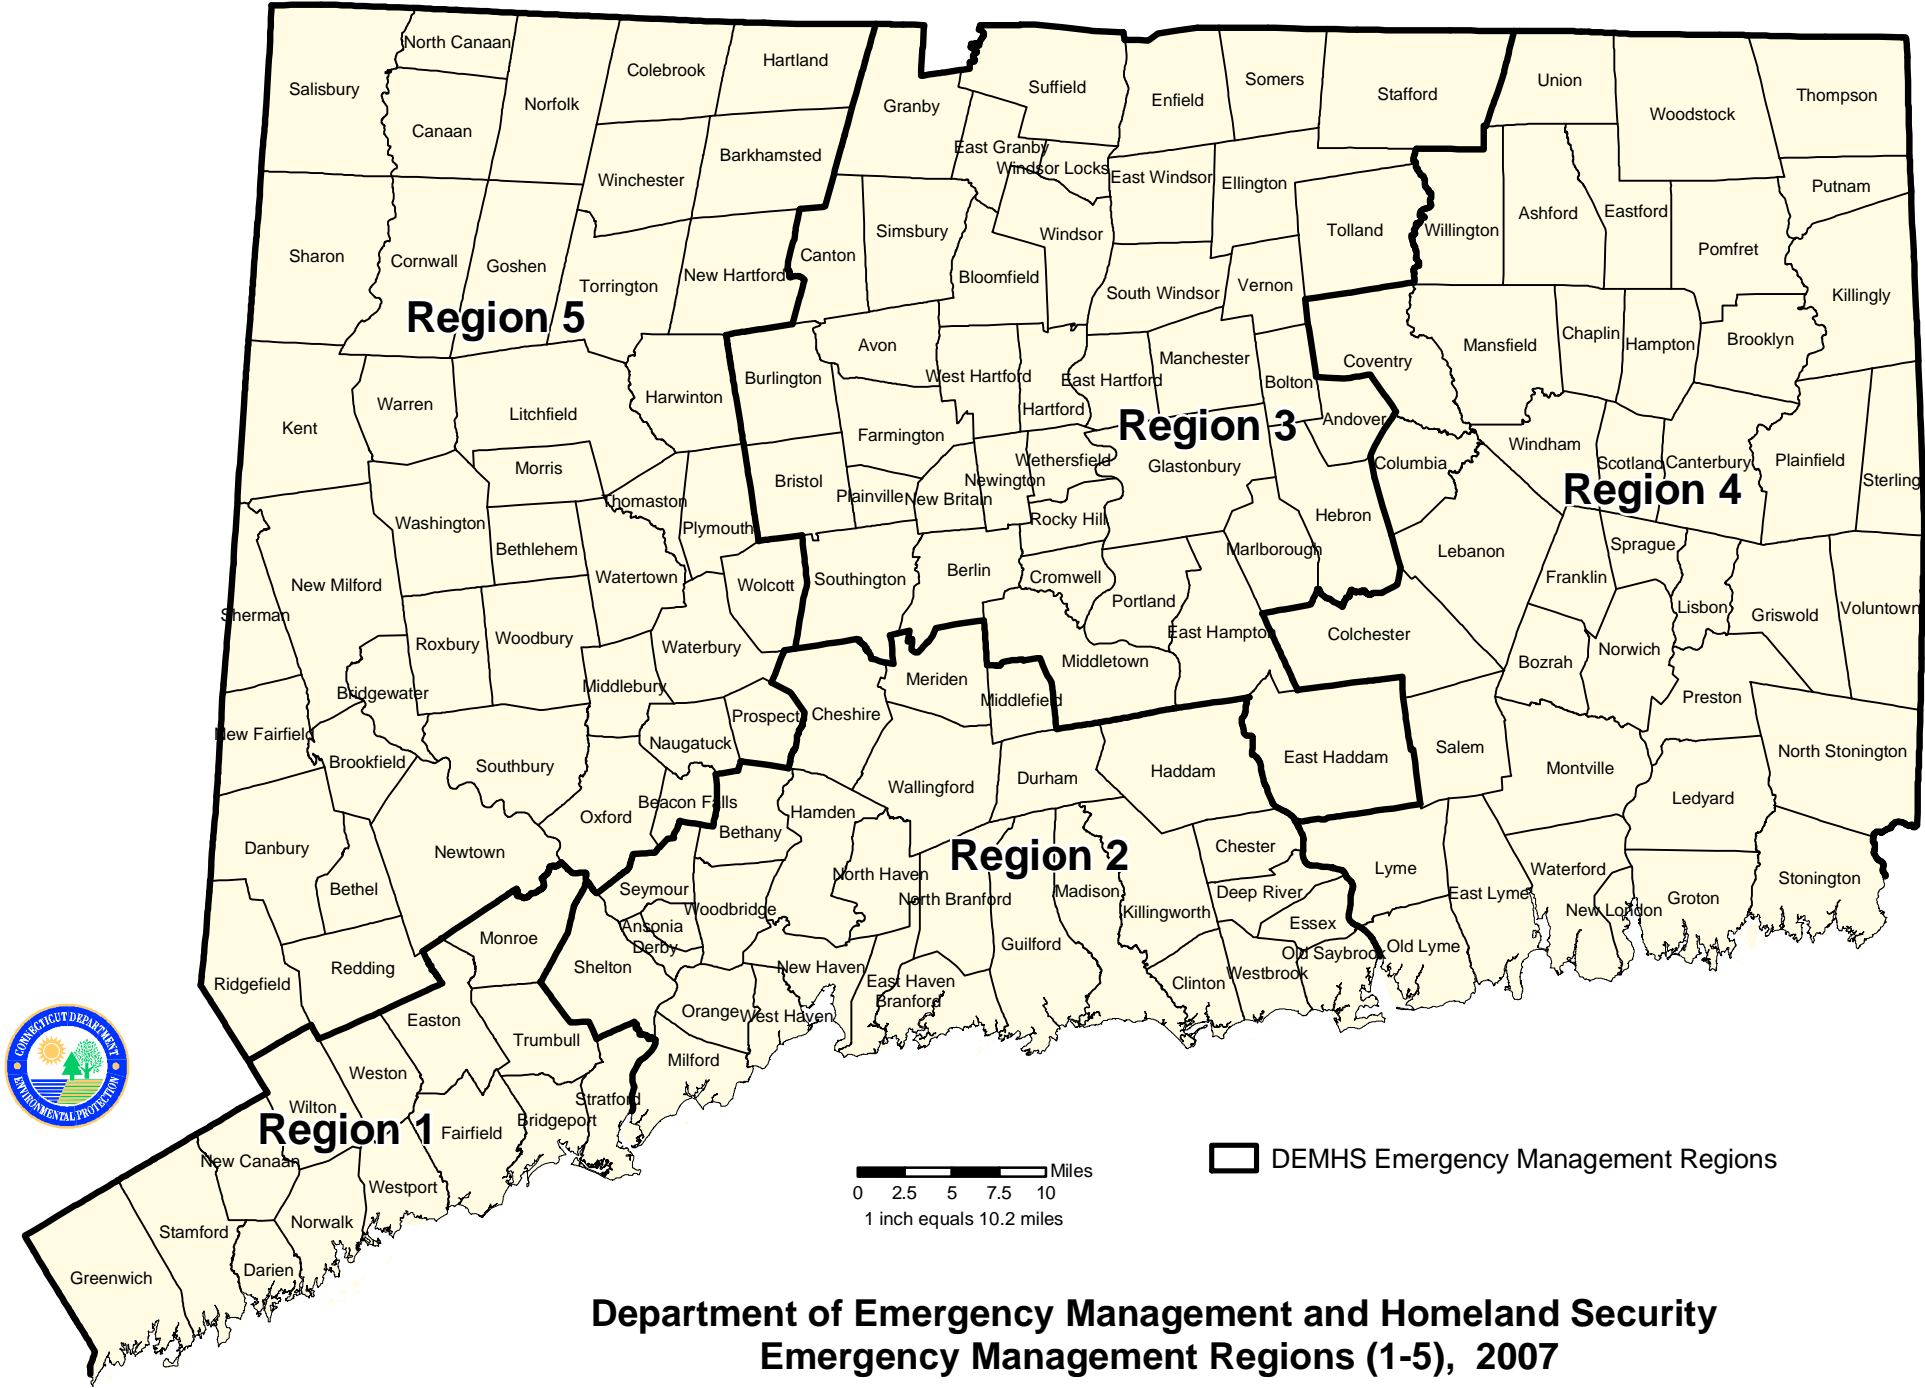 North Canaan
Colebrook
Hartland
Salisbury
Norfolk
Canaan
Granby
Suffield
Enfield
Somers
Stafford
Union
Woodstock
Thompson
Barkhamsted
Winchester
East Granby
Windsor Locks
East Windsor
Ellington
Putnam
Sharon
Cornwall
Goshen
Torrington
New Hartford
Canton
Simsbury
Bloomfield
Windsor
South Windsor
Vernon
Tolland
Willington
Ashford
Eastford
Pomfret
Killingly
Region 5
Kent
Warren
Litchfield
Harwinton
Burlington
Avon
West Hartford
Hartford
East Hartford
Manchester
Bolton
Coventry
Mansfield
Chaplin
Hampton
Brooklyn
Region 3
Andover
Morris
Bristol
Farmington
Plainville
New Britain
Newington
Wethersfield
Glastonbury
Rocky Hill
Hebron
Columbia
Windham
Scotland
Canterbury
Plainfield
Sterling
Region 4
Washington
Bethlehem
Thomaston
Plymouth
Watertown
Wolcott
Southington
Berlin
Cromwell
Portland
Marlborough
East Hampton
Lebanon
Franklin
Sprague
Lisbon
Griswold
Voluntown
New Milford
Sherman
Roxbury
Woodbury
Waterbury
Middlebury
Bridgewater
Middletown
Meriden
Middlefield
Colchester
Bozrah
Norwich
Preston
New Fairfield
Brookfield
Southbury
Naugatuck
Prospect
Cheshire
Wallingford
Durham
Haddam
East Haddam
Salem
Montville
Ledyard
North Stonington
Danbury
Newtown
Oxford
Beacon Falls
Bethany
Hamden
Region 2
Chester
Lyme
Waterford
Bethel
Seymour
Woodbridge
North Haven
North Branford
Madison
Killingworth
Deep River
Essex
East Lyme
New London
Groton
Stonington
Ridgefield
Redding
Monroe
Shelton
Ansonia
Derby
New Haven
East Haven
Branford
Guilford
Clinton
Westbrook
Old Saybrook
Old Lyme
Easton
Trumbull
Orange
West Haven
Milford
Weston
Wilton
Region 1
Fairfield
Bridgeport
Stratford
New Canaan
Westport
Norwalk
Stamford
Darien
Greenwich
CONNECTICUT DEPARTMENT
ENVIRONMENTAL PROTECTION
Miles
0 2.5 5 7.5 10
1 inch equals 10.2 miles
DEMHS Emergency Management Regions
Department of Emergency Management and Homeland Security
Emergency Management Regions (1-5), 2007